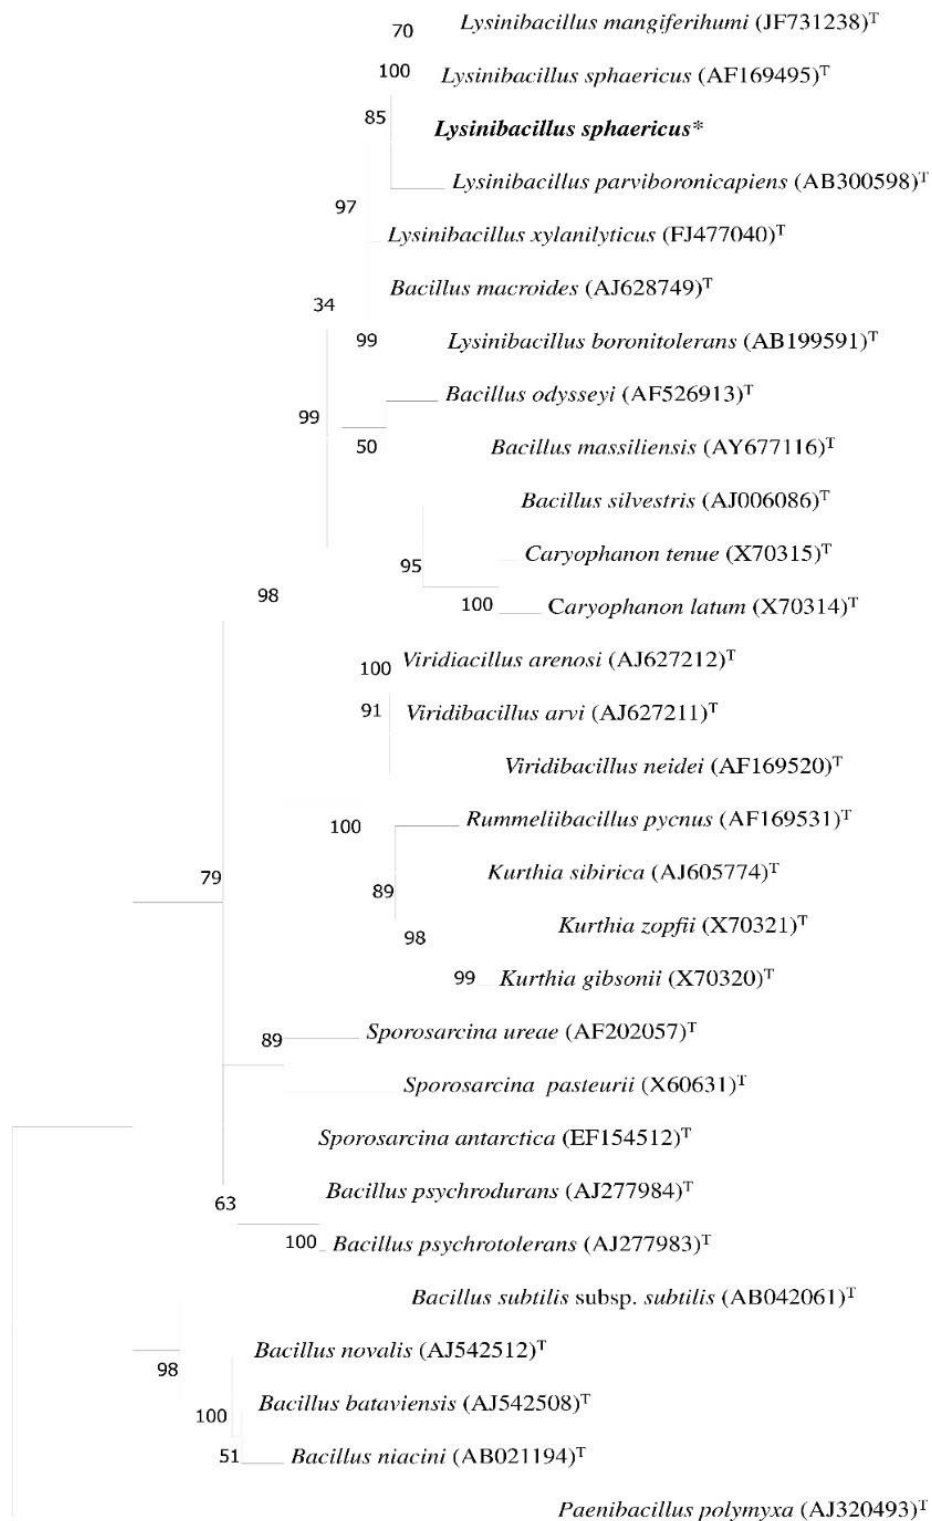 70
Lysinibacillus mangiferihumi (JF731238)T
100
Lysinibacillus sphaericus (AF169495)T
85
Lysinibacillus sphaericus*
Lysinibacillus parviboronicapiens (AB300598)T
97
Lysinibacillus xylanilyticus (FJ477040)T
Bacillus macroides (AJ628749)T
34
99
Lysinibacillus boronitolerans (AB199591)T
Bacillus odysseyi (AF526913)T
99
50
Bacillus massiliensis (AY677116)T
Bacillus silvestris (AJ006086)T
95
Caryophanon tenue (X70315)T
98
100
Caryophanon latum (X70314)T
100
Viridiacillus arenosi (AJ627212)T
91
Viridibacillus arvi (AJ627211)T
Viridibacillus neidei (AF169520)T
100
Rummeliibacillus pycnus (AF169531)T
79
89
Kurthia sibirica (AJ605774)T
98
Kurthia zopfii (X70321)T
99
Kurthia gibsonii (X70320)T
89
Sporosarcina ureae (AF202057)T
Sporosarcina pasteurii (X60631)T
Sporosarcina antarctica (EF154512)T
63
Bacillus psychrodurans (AJ277984)T
100
Bacillus psychrotolerans (AJ277983)T
Bacillus subtilis subsp. subtilis (AB042061)T
98
Bacillus novalis (AJ542512)T
100
Bacillus bataviensis (AJ542508)T
51
Bacillus niacini (AB021194)T
Paenibacillus polymyxa (AJ320493)T